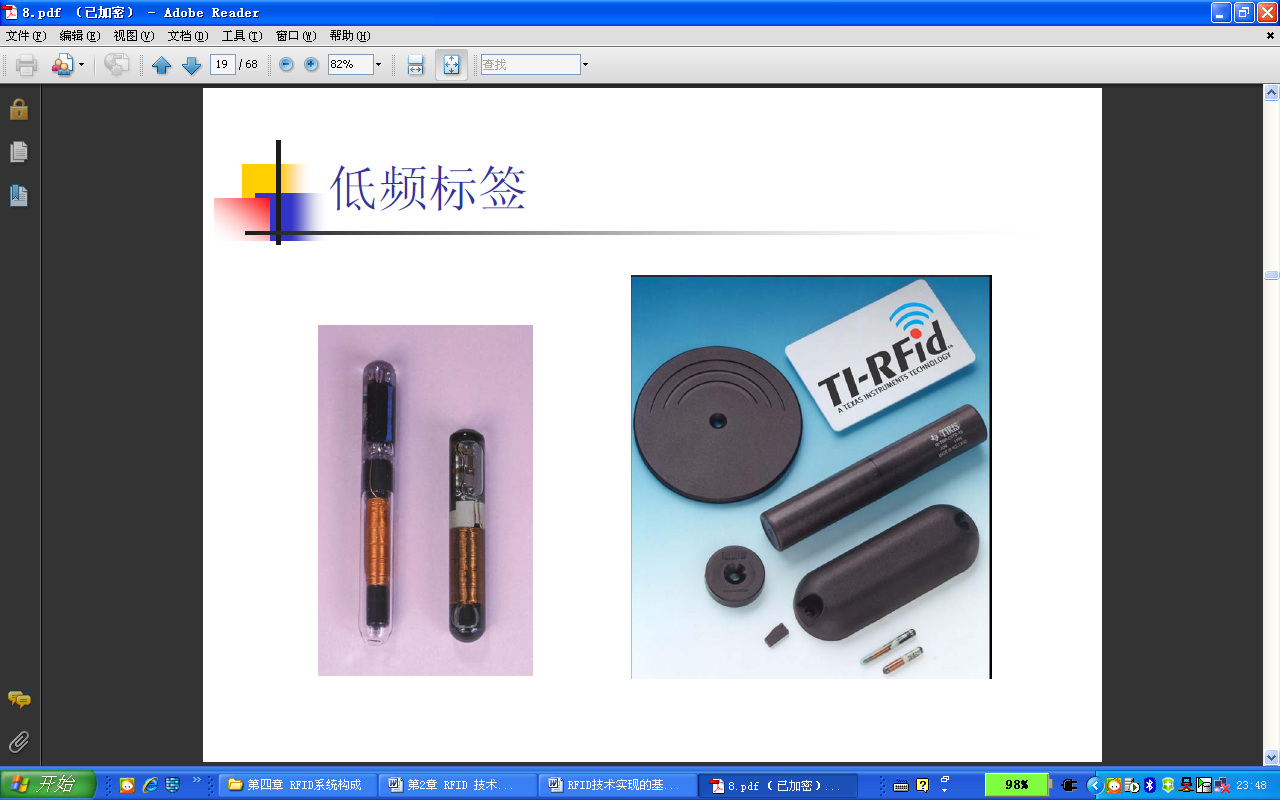 8.pdf （已加密） - Adobe Reader
文件(F) 编辑(E) 视图(V) 文档(D) 工具(T) 窗口(W) 帮助(H)
19 / 68 82% 查找
低频标签
TI-RFid
A TEXAS INSTRUMENTS TECHNOLOGY
TIRIS
开始 第四章 RFID系统构成 第2章 RFID 技术... RFID技术实现的基... 8.pdf （已加密）... 98% 23:48